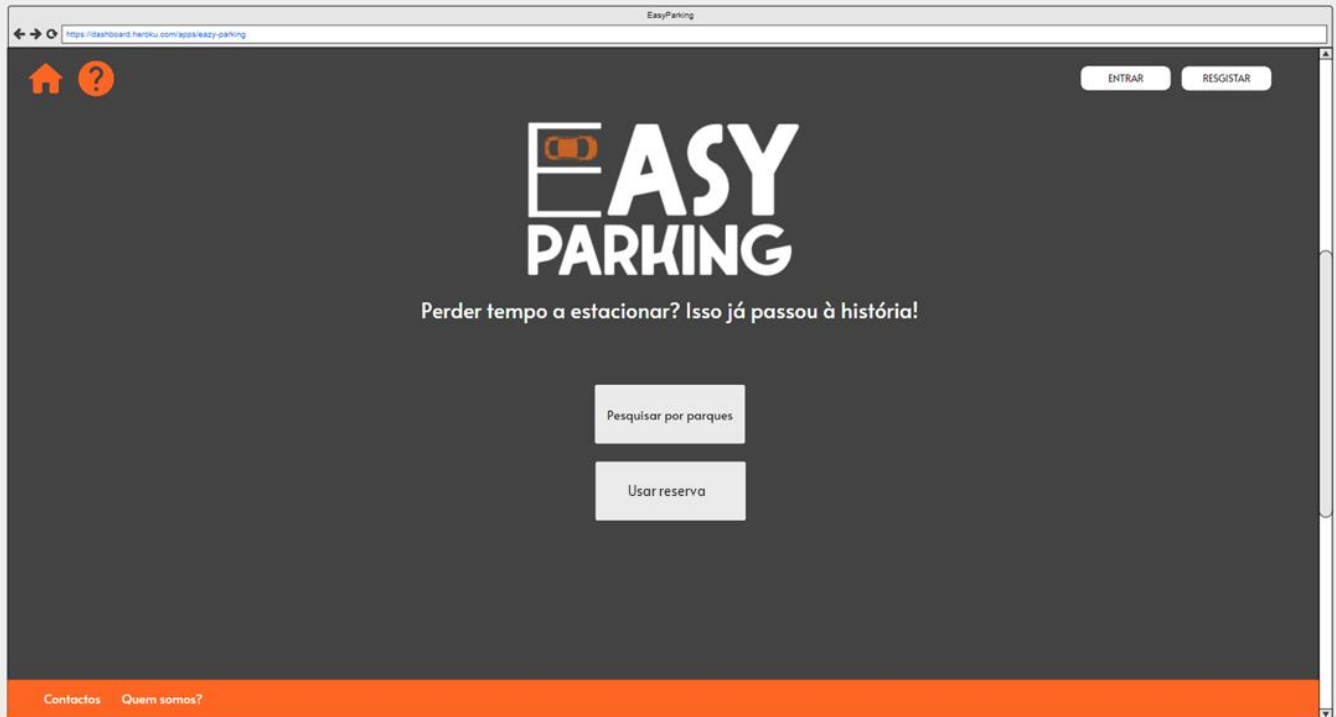 EasyParking
https://dashboard.heroku.com/apps/eazy-parking
?
ENTRAR RESGISTAR
EASY
PARKING
Perder tempo a estacionar? Isso já passou à história!
Pesquisar por parques
Usar reserva
Contactos Quem somos?